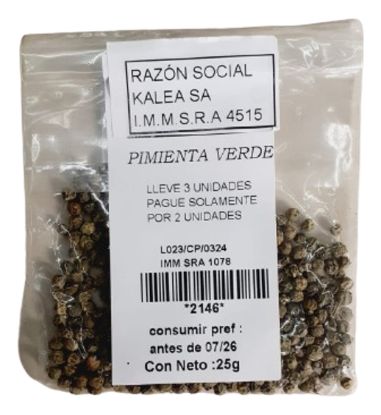 RAZÓN SOCIAL
KALEA SA
I.M.M.S.R.A 4515
PIMIENTA VERDE
LLEVE 3 UNIDADES
PAGUE SOLAMENTE
POR 2 UNIDADES
L023/CP/0324
IMM SRA 1078
*2146*
consumir pref :
antes de 07/26
Con Neto :25g